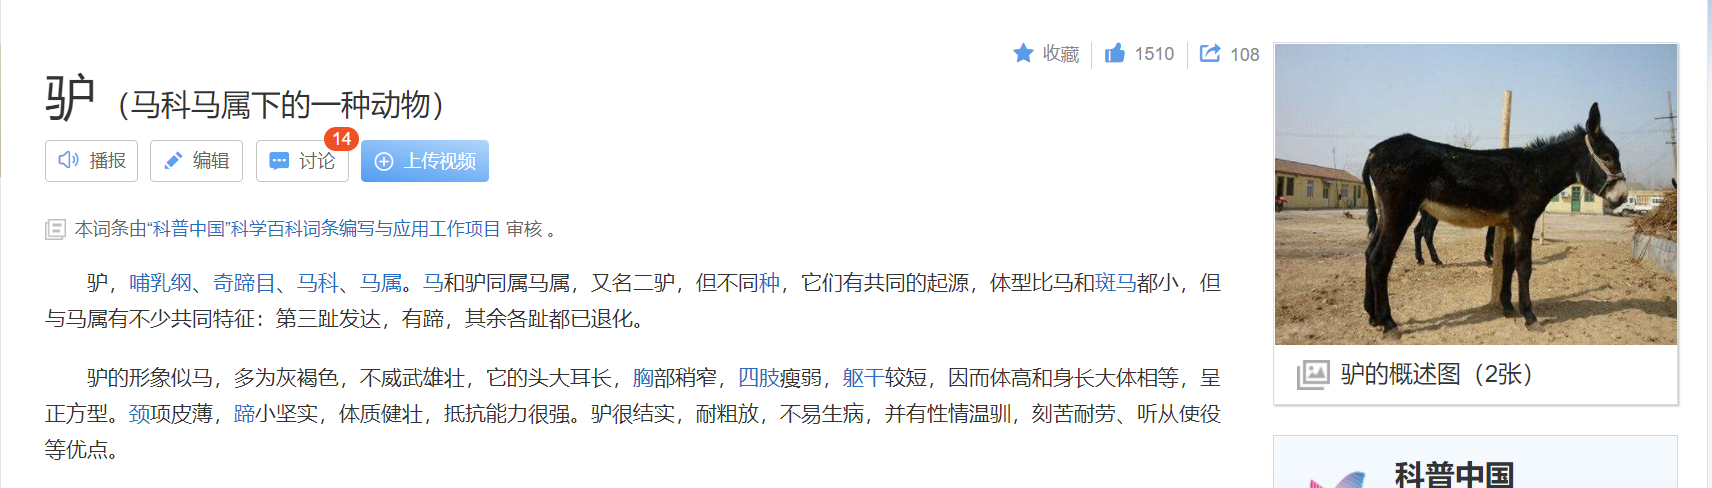 收藏 1510 108
驴（马科马属下的一种动物）
播报 编辑 讨论 14 上传视频
本词条由“科普中国”科学百科词条编写与应用工作项目 审核 。
驴，哺乳纲、奇蹄目、马科、马属。马和驴同属马属，又名二驴，但不同种，它们有共同的起源，体型比马和斑马都小，但
与马属有不少共同特征：第三趾发达，有蹄，其余各趾都已退化。
驴的形象似马，多为灰褐色，不威武雄壮，它的头大耳长，胸部稍窄，四肢瘦弱，躯干较短，因而体高和身长大体相等，呈
正方型。颈项皮薄，蹄小坚实，体质健壮，抵抗能力很强。驴很结实，耐粗放，不易生病，并有性情温驯，刻苦耐劳、听从使役
等优点。
驴的概述图（2张）
科普中国